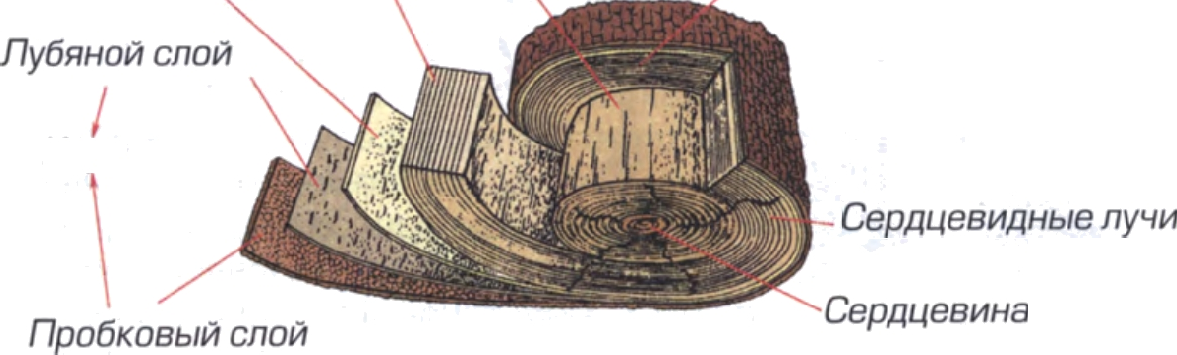 Лубяной слой
Сердцевидные лучи
Сердцевина
Пробковый слой